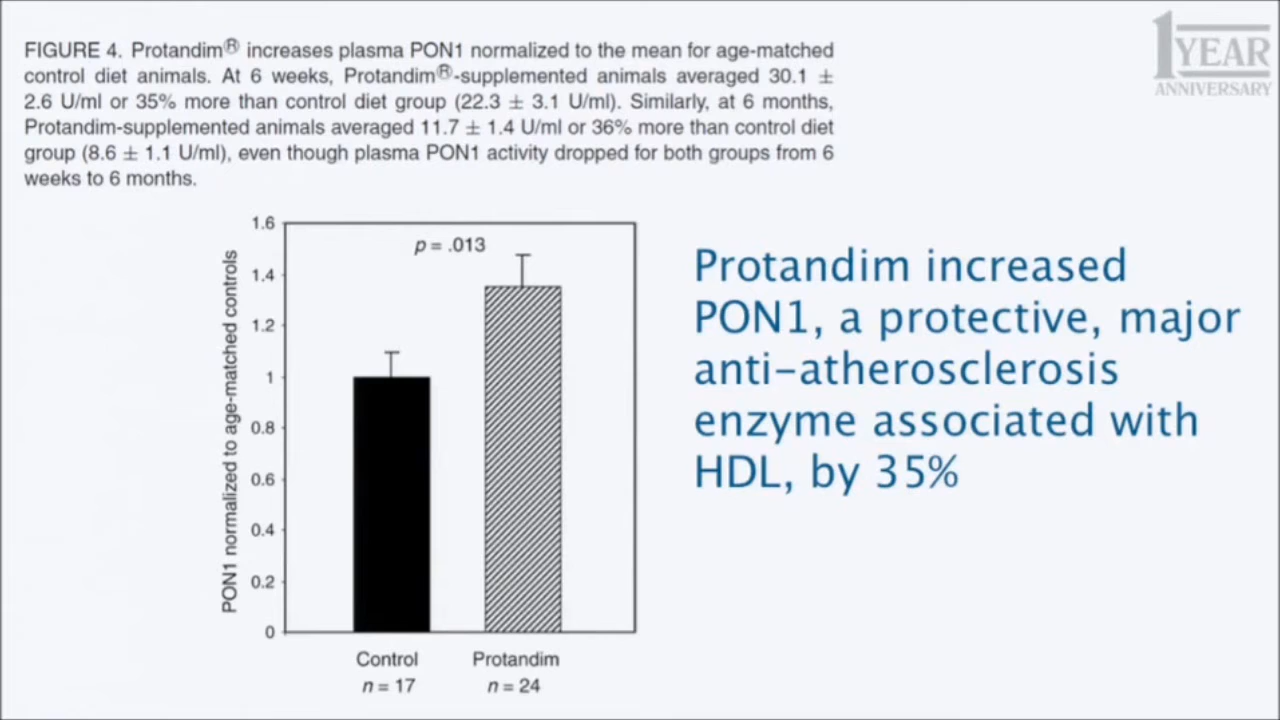 1 YEAR
ANNIVERSARY
FIGURE 4. Protandim® increases plasma PON1 normalized to the mean for age-matched
control diet animals. At 6 weeks, Protandim®-supplemented animals averaged 30.1 ±
2.6 U/ml or 35% more than control diet group (22.3 ± 3.1 U/ml). Similarly, at 6 months,
Protandim-supplemented animals averaged 11.7 ± 1.4 U/ml or 36% more than control diet
group (8.6 ± 1.1 U/ml), even though plasma PON1 activity dropped for both groups from 6
weeks to 6 months.
PON1 normalized to age-matched controls
1.6
1.4
1.2
1
0.8
0.6
0.4
0.2
0
p = .013
Control
n = 17
Protandim
n = 24
Protandim increased
PON1, a protective, major
anti-atherosclerosis
enzyme associated with
HDL, by 35%